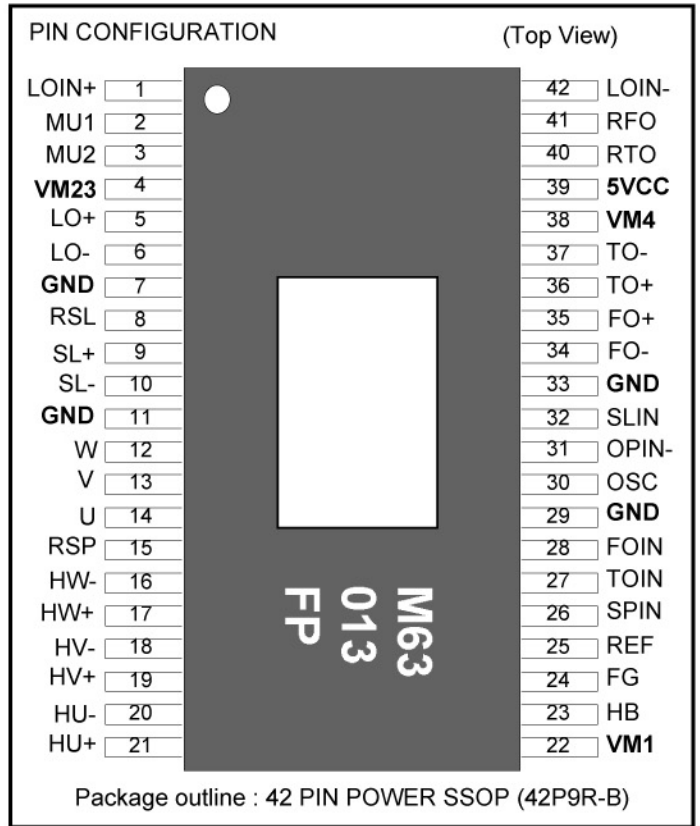 PIN CONFIGURATION (Top View)
LOIN+ 1 42 LOIN-
MU1 2 41 RFO
MU2 3 40 RTO
VM23 4 39 5VCC
LO+ 5 38 VM4
LO- 6 37 TO-
GND 7 36 TO+
RSL 8 35 FO+
SL+ 9 34 FO-
SL- 10 33 GND
GND 11 32 SLIN
W 12 31 OPIN-
V 13 30 OSC
U 14 29 GND
RSP 15 28 FOIN
HW- 16 27 TOIN
HW+ 17 26 SPIN
HV- 18 25 REF
HV+ 19 24 FG
HU- 20 23 HB
HU+ 21 22 VM1
M63
013
FP
Package outline : 42 PIN POWER SSOP (42P9R-B)